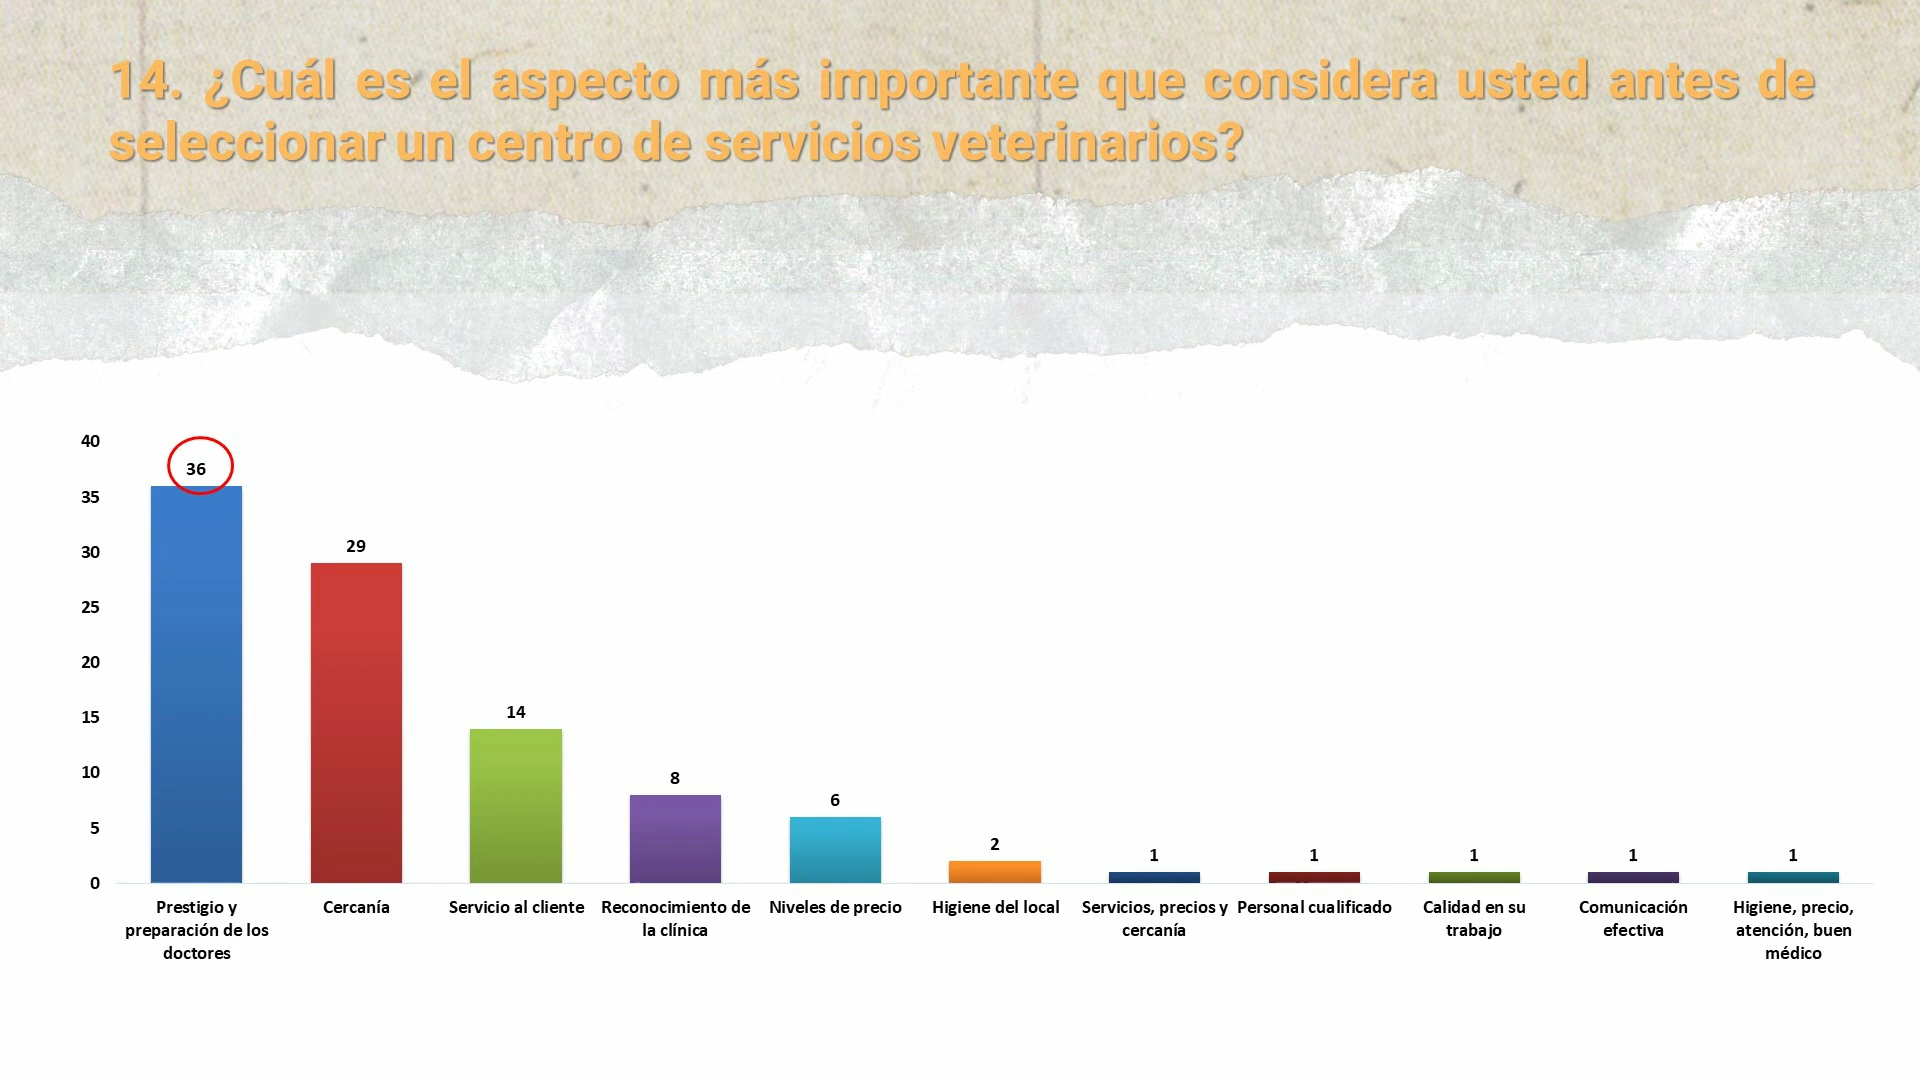 14. ¿Cuál es el aspecto más importante que considera usted antes de
seleccionar un centro de servicios veterinarios?
40
35
30
25
20
15
10
5
0
36
29
14
8
6
2
1
1
1
1
1
Prestigio y
preparación de los
doctores
Cercanía
Servicio al cliente
Reconocimiento de
la clínica
Niveles de precio
Higiene del local
Servicios, precios y
cercanía
Personal cualificado
Calidad en su
trabajo
Comunicación
efectiva
Higiene, precio,
atención, buen
médico